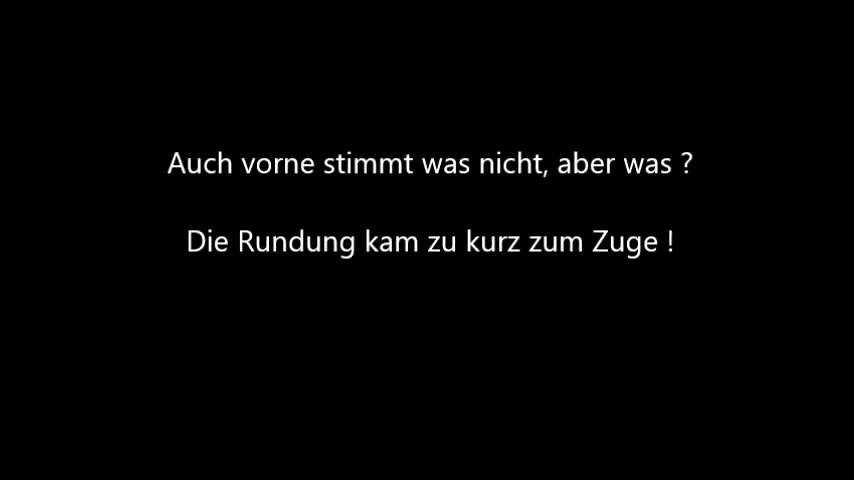 Auch vorne stimmt was nicht, aber was ?
Die Rundung kam zu kurz zum Zuge !